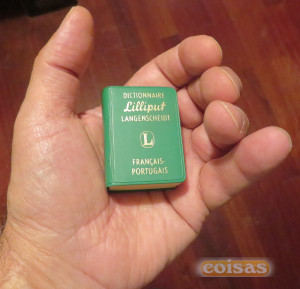 DICTIONNAIRE
Lilliput
LANGENSCHEIDT
L
FRANÇAIS-
PORTUGAIS
coisas